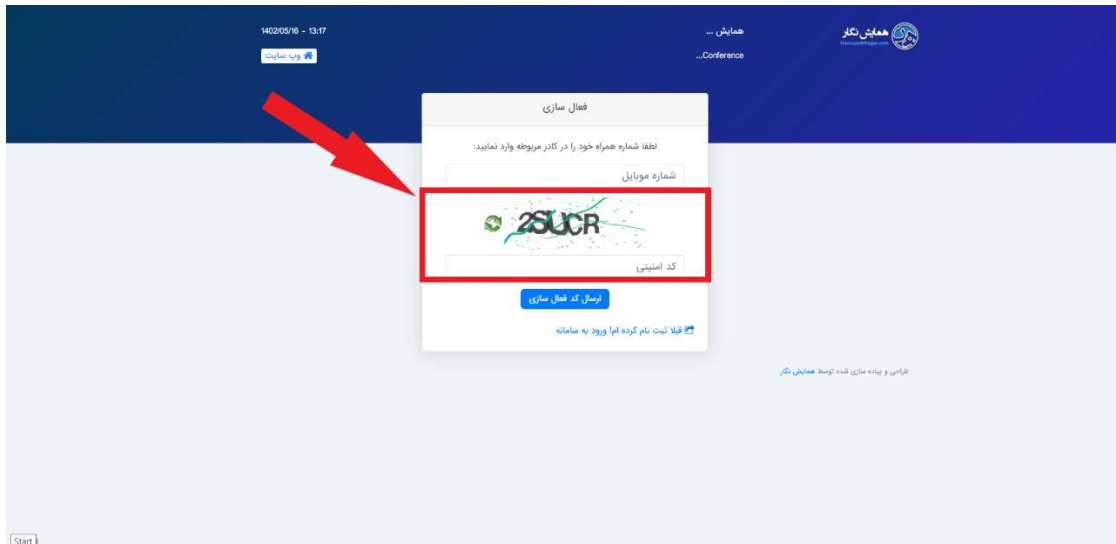 همایش نگار
همایش ...
1402/05/16 - 13:17
Conference...
وب سایت
فعال سازی
لطفا شماره همراه خود را در کادر مربوطه وارد نمایید:
شماره موبایل
2SUCR
کد امنیتی
ارسال کد فعال سازی
قبلا ثبت نام کرده ام! ورود به سامانه
طراحی و پیاده سازی شده توسط همایش نگار
Start